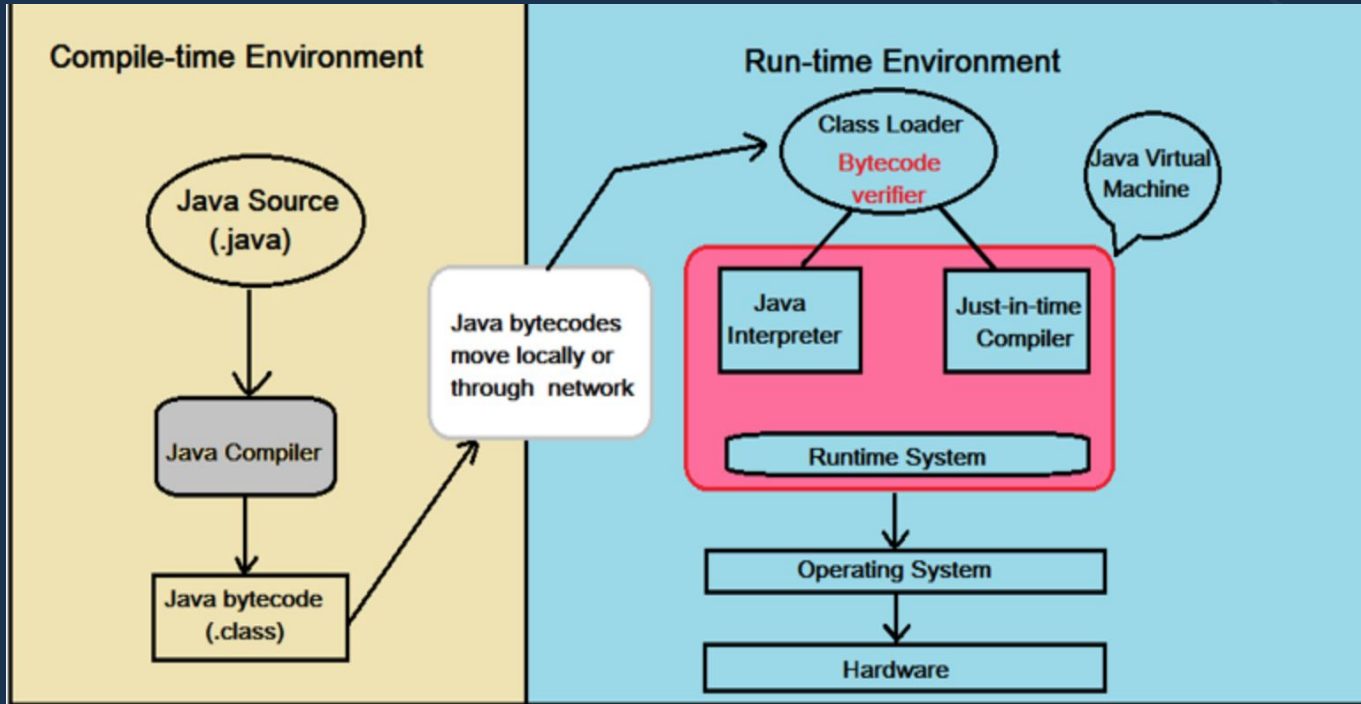 Compile-time Environment
Java Source
(.java)
Java Compiler
Java bytecode
(.class)
Java bytecodes
move locally or
through network
Run-time Environment
Class Loader
Bytecode
verifier
Java Virtual
Machine
Java
Interpreter
Just-in-time
Compiler
Runtime System
Operating System
Hardware